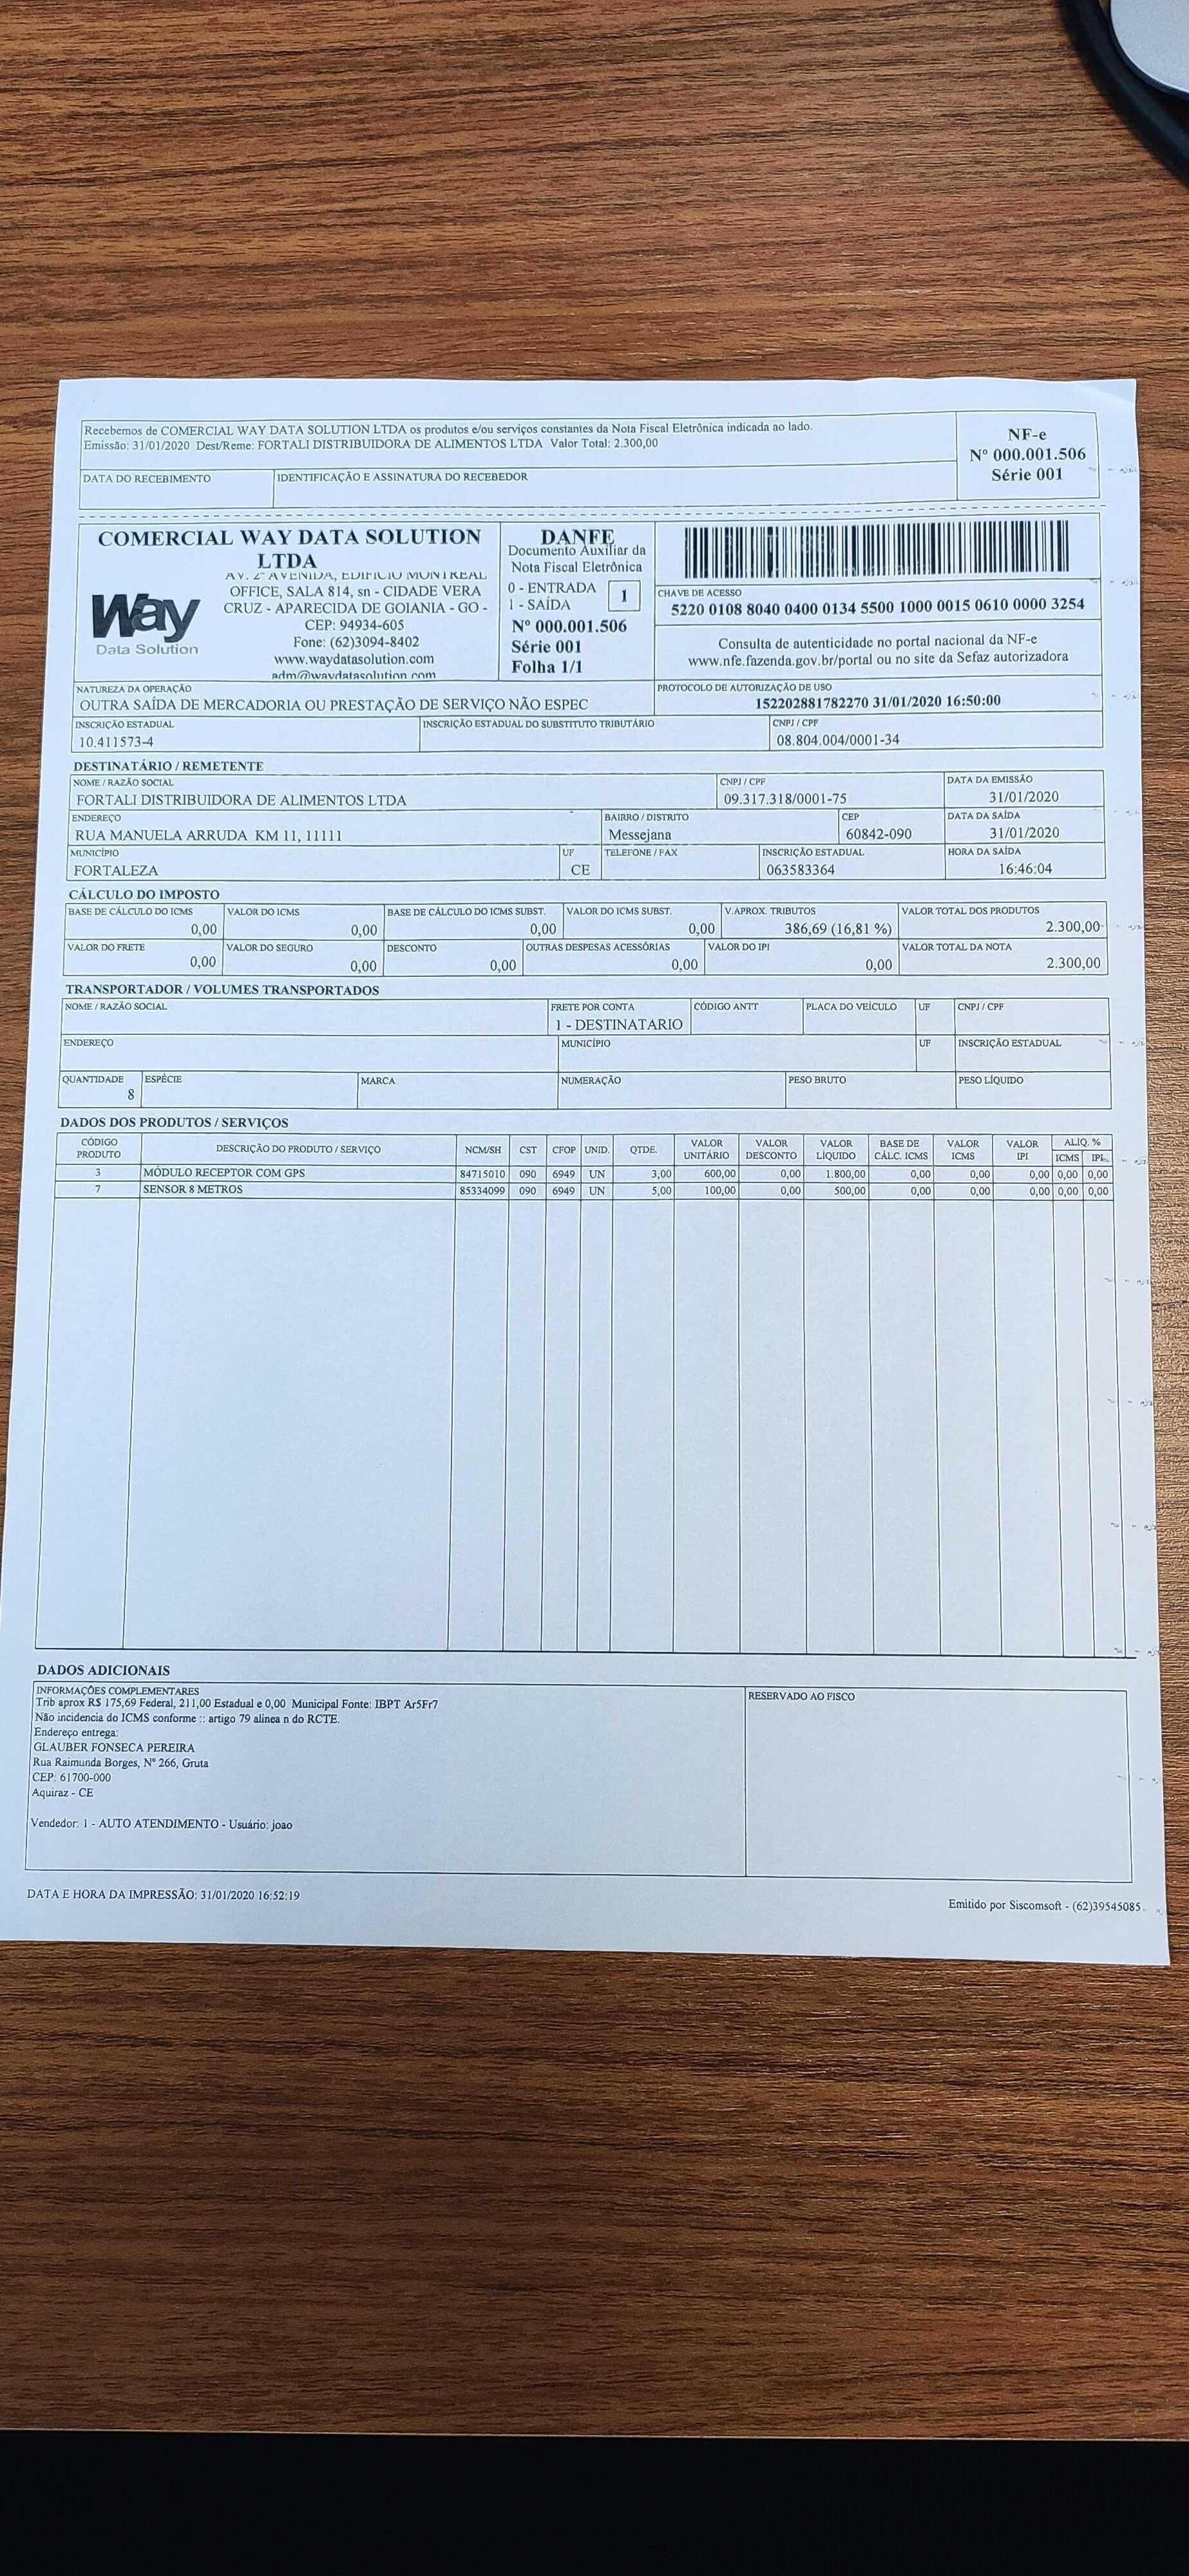 Recebemos de COMERCIAL WAY DATA SOLUTION LTDA os produtos e/ou serviços constantes da Nota Fiscal Eletrônica indicada ao lado.
Emissão: 31/01/2020 Dest/Reme: FORTALI DISTRIBUIDORA DE ALIMENTOS LTDA Valor Total: 2.300,00
NF-e
Nº 000.001.506
Série 001
DATA DO RECEBIMENTO IDENTIFICAÇÃO E ASSINATURA DO RECEBEDOR
COMERCIAL WAY DATA SOLUTION
LTDA
AV. 2ª AVENIDA, EDIFICIO MONTREAL
OFFICE, SALA 814, sn - CIDADE VERA
CRUZ - APARECIDA DE GOIANIA - GO -
CEP: 94934-605
Fone: (62)3094-8402
www.waydatasolution.com
adm@waydatasolution.com
Way
Data Solution
DANFE
Documento Auxiliar da
Nota Fiscal Eletrônica
0 - ENTRADA
1 - SAÍDA
1
Nº 000.001.506
Série 001
Folha 1/1
CHAVE DE ACESSO
5220 0108 8040 0400 0134 5500 1000 0015 0610 0000 3254
Consulta de autenticidade no portal nacional da NF-e
www.nfe.fazenda.gov.br/portal ou no site da Sefaz autorizadora
NATUREZA DA OPERAÇÃO PROTOCOLO DE AUTORIZAÇÃO DE USO
OUTRA SAÍDA DE MERCADORIA OU PRESTAÇÃO DE SERVIÇO NÃO ESPEC 152202881782270 31/01/2020 16:50:00
INSCRIÇÃO ESTADUAL INSCRIÇÃO ESTADUAL DO SUBSTITUTO TRIBUTÁRIO CNPJ / CPF
10.411573-4 08.804.004/0001-34
DESTINATÁRIO / REMETENTE
NOME / RAZÃO SOCIAL CNPJ / CPF DATA DA EMISSÃO
FORTALI DISTRIBUIDORA DE ALIMENTOS LTDA 09.317.318/0001-75 31/01/2020
ENDEREÇO BAIRRO / DISTRITO CEP DATA DA SAÍDA
RUA MANUELA ARRUDA KM 11, 11111 Messejana 60842-090 31/01/2020
MUNICÍPIO UF TELEFONE / FAX INSCRIÇÃO ESTADUAL HORA DA SAÍDA
FORTALEZA CE 063583364 16:46:04
CÁLCULO DO IMPOSTO
BASE DE CÁLCULO DO ICMS VALOR DO ICMS BASE DE CÁLCULO DO ICMS SUBST. VALOR DO ICMS SUBST. V.APROX. TRIBUTOS VALOR TOTAL DOS PRODUTOS
0,00 0,00 0,00 0,00 386,69 (16,81 %) 2.300,00
VALOR DO FRETE VALOR DO SEGURO DESCONTO OUTRAS DESPESAS ACESSÓRIAS VALOR DO IPI VALOR TOTAL DA NOTA
0,00 0,00 0,00 0,00 0,00 2.300,00
TRANSPORTADOR / VOLUMES TRANSPORTADOS
NOME / RAZÃO SOCIAL FRETE POR CONTA CÓDIGO ANTT PLACA DO VEÍCULO UF CNPJ / CPF
1 - DESTINATARIO
ENDEREÇO MUNICÍPIO UF INSCRIÇÃO ESTADUAL
QUANTIDADE ESPÉCIE MARCA NUMERAÇÃO PESO BRUTO PESO LÍQUIDO
8
DADOS DOS PRODUTOS / SERVIÇOS
CÓDIGO PRODUTO DESCRIÇÃO DO PRODUTO / SERVIÇO NCM/SH CST CFOP UNID. QTDE. VALOR UNITÁRIO VALOR DESCONTO VALOR LÍQUIDO BASE DE CÁLC. ICMS VALOR ICMS VALOR IPI ALIQ. % ICMS IPI
3 MÓDULO RECEPTOR COM GPS 84715010 090 6949 UN 3,00 600,00 0,00 1.800,00 0,00 0,00 0,00 0,00 0,00
7 SENSOR 8 METROS 85334099 090 6949 UN 5,00 100,00 0,00 500,00 0,00 0,00 0,00 0,00 0,00
DADOS ADICIONAIS
INFORMAÇÕES COMPLEMENTARES RESERVADO AO FISCO
Trib aprox R$ 175,69 Federal, 211,00 Estadual e 0,00 Municipal Fonte: IBPT Ar5Fr7
Não incidencia do ICMS conforme :: artigo 79 alinea n do RCTE.
Endereço entrega:
GLAUBER FONSECA PEREIRA
Rua Raimunda Borges, Nº 266, Gruta
CEP: 61700-000
Aquiraz - CE
Vendedor: 1 - AUTO ATENDIMENTO - Usuário: joao
DATA E HORA DA IMPRESSÃO: 31/01/2020 16:52:19
Emitido por Siscomsoft - (62)39545085